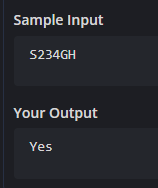 Sample Input
S234GH
Your Output
Yes